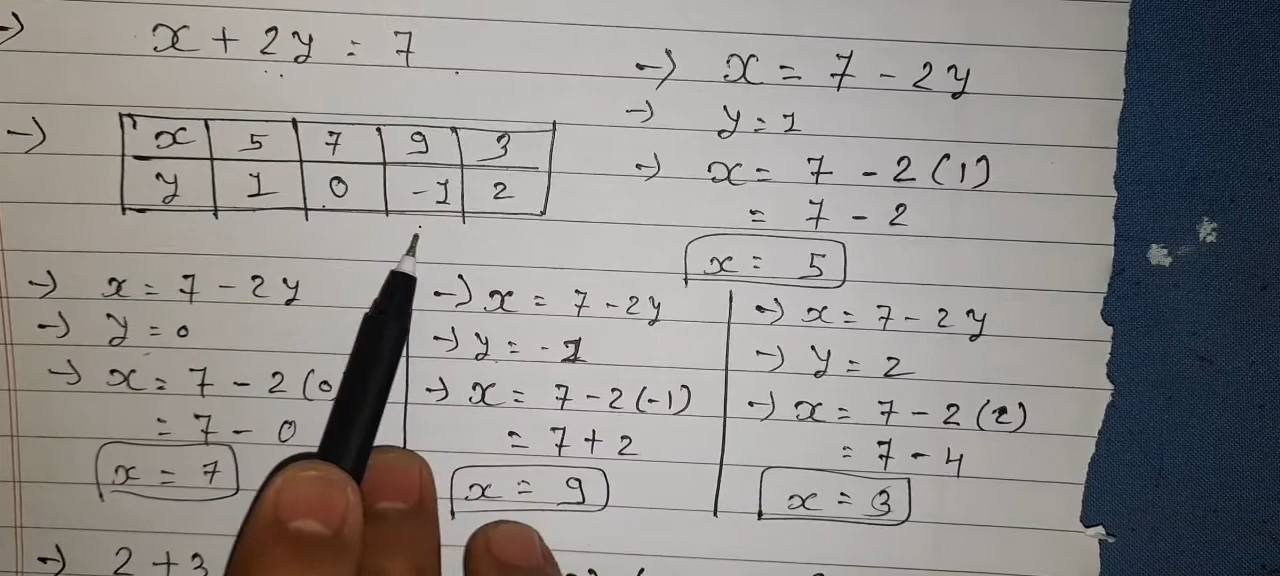 → x + 2y = 7
→ x 5 7 9 3
y 1 0 -1 2
→ x = 7 - 2y
→ y = 1
→ x = 7 - 2(1)
= 7 - 2
x = 5
→ x = 7 - 2y
→ y = 0
→ x = 7 - 2(0
= 7 - 0
x = 7
→ x = 7 - 2y
→ y = -1
→ x = 7 - 2(-1)
= 7 + 2
x = 9
→ x = 7 - 2y
→ y = 2
→ x = 7 - 2(2)
= 7 - 4
x = 3
→ 2 + 3